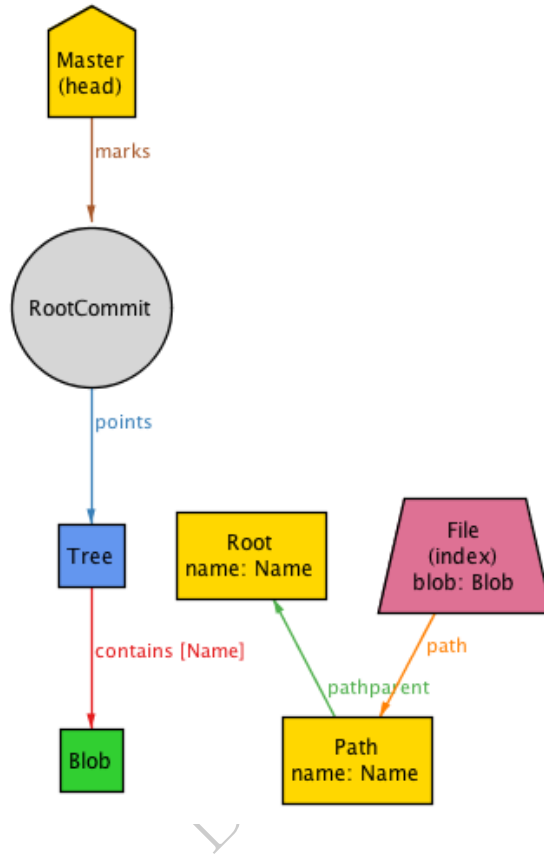 Master
(head)
marks
RootCommit
points
Tree
Root
name: Name
File
(index)
blob: Blob
contains [Name]
path
pathparent
Blob
Path
name: Name